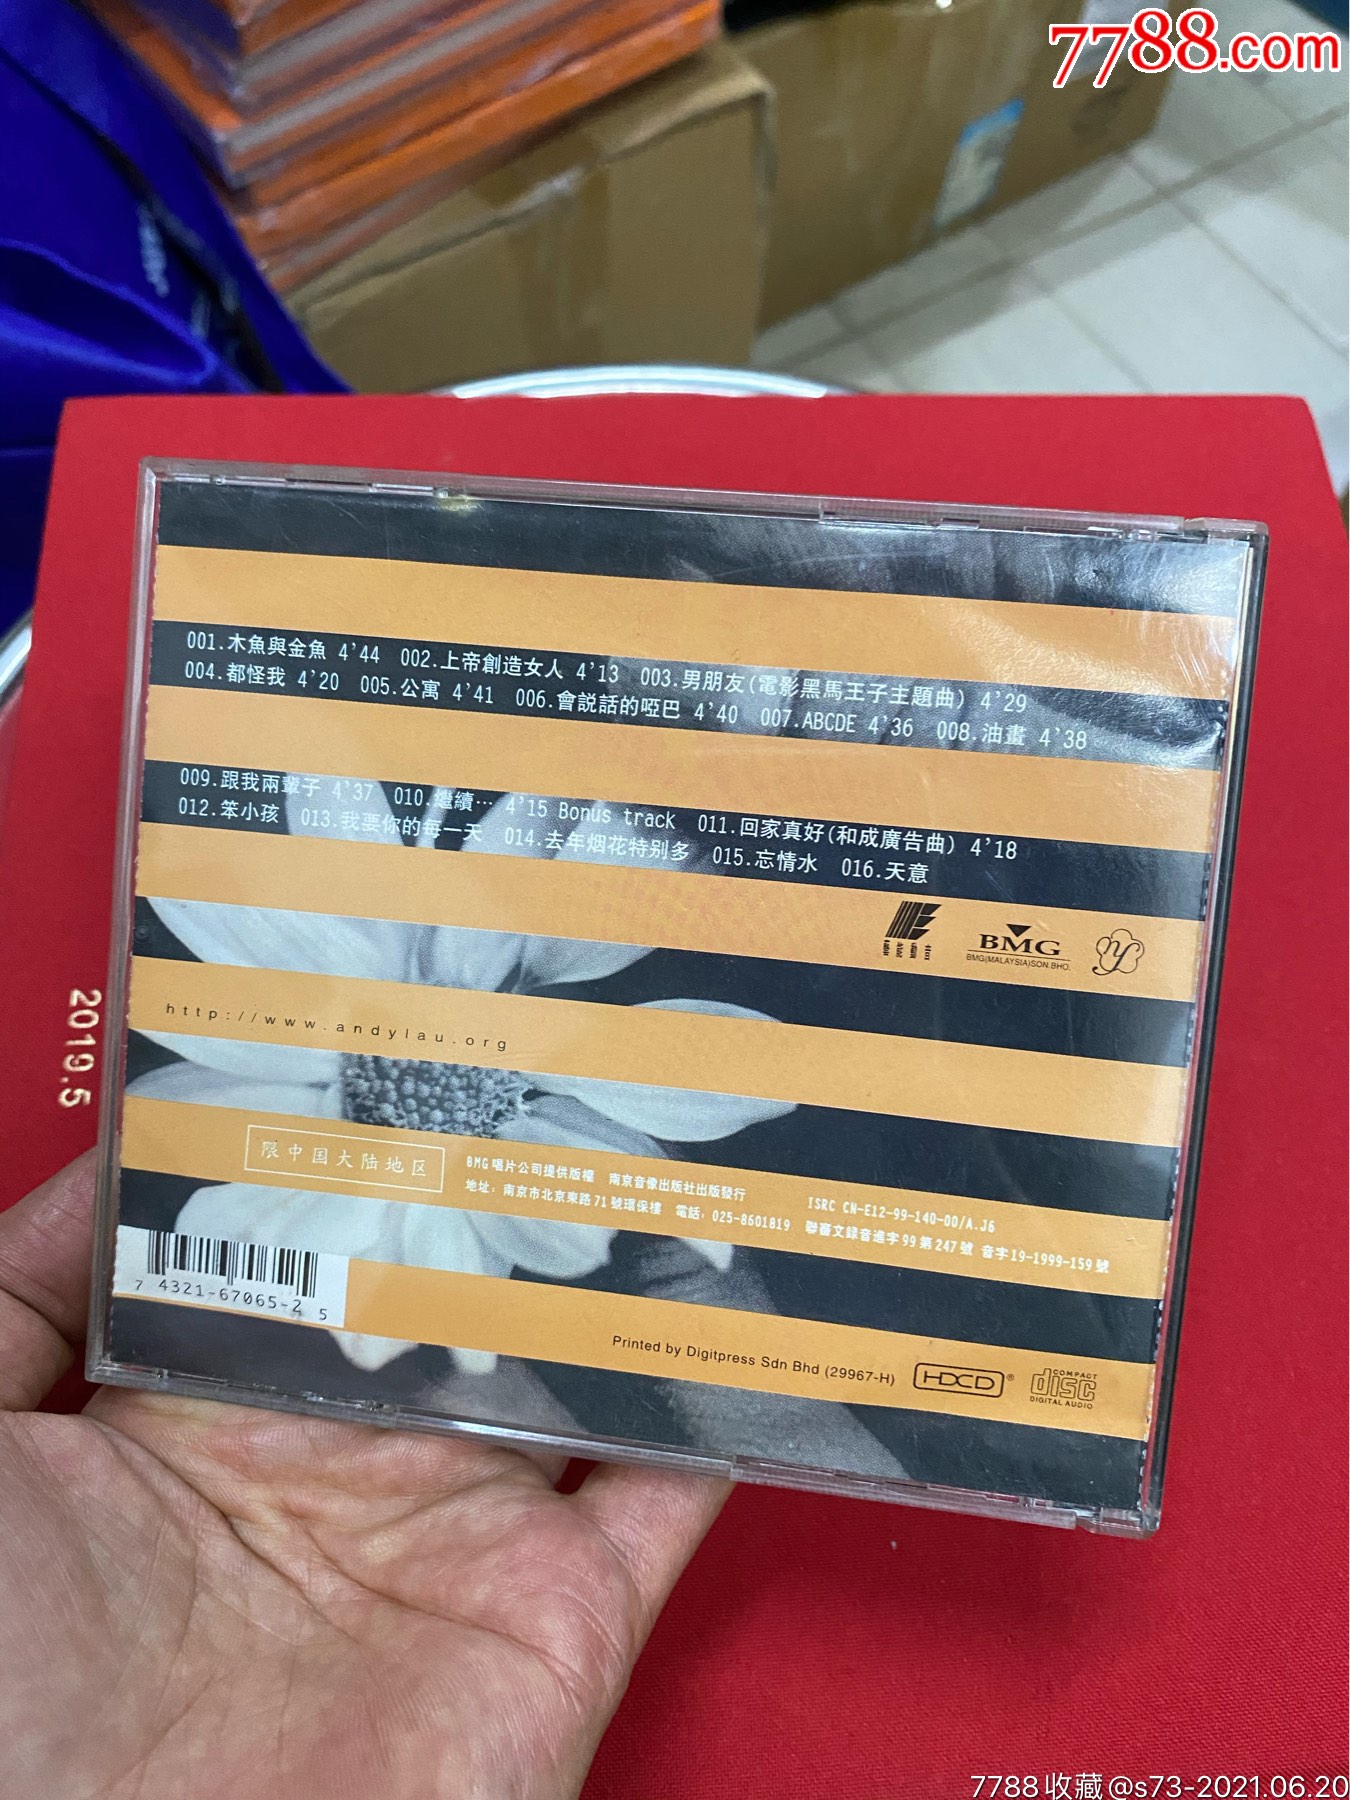 7788.com
001.木魚與金魚 4'44 002.上帝創造女人 4'13 003.男朋友(電影黑馬王子主題曲) 4'29
004.都怪我 4'20 005.公寓 4'41 006.會説話的啞巴 4'40 007.ABCDE 4'36 008.油畫 4'38
009.跟我兩輩子 4'37 010.繼續… 4'15 Bonus track 011.回家真好(和成廣告曲) 4'18
012.笨小孩 013.我要你的每一天 014.去年烟花特别多 015.忘情水 016.天意
BMG
BMG(MALAYSIA)SDN.BHD.
http://www.andylau.org
2019.5
限中国大陆地区
BMG唱片公司提供版權 南京音像出版社出版發行 ISRC CN-E12-99-140-00/A.J6
地址：南京市北京東路71號環保樓 電話：025-8601819 聯審文録音進字99第247號 音字19-1999-159號
7 4321-67065-2 5
Printed by Digitpress Sdn Bhd (29967-H)
HDCD®
COMPACT
disc
DIGITAL AUDIO
7788收藏@s73-2021.06.20